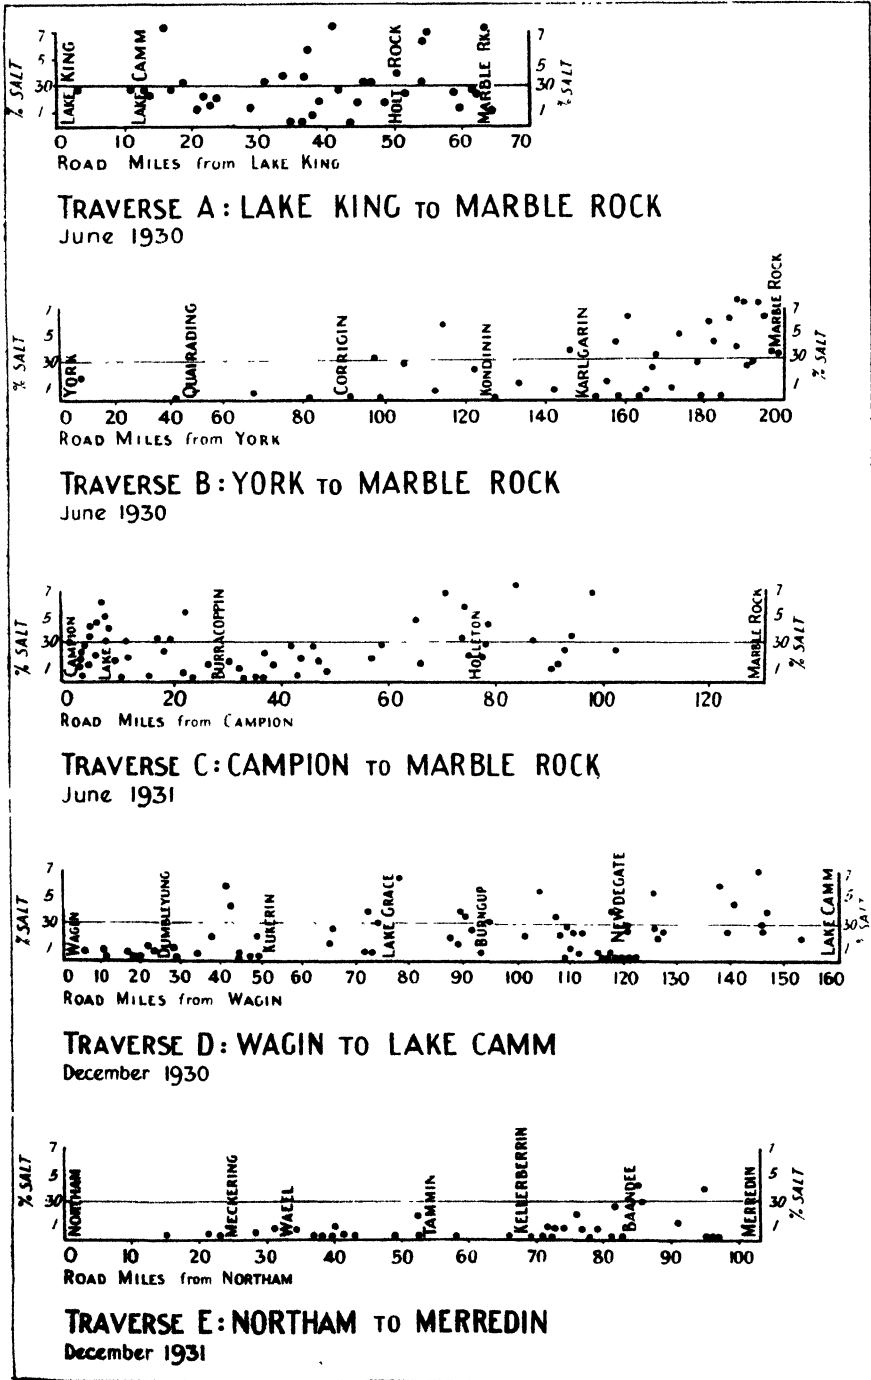 7
5
30
1
% SALT
LAKE KING
LAKE CAMM
HOLT ROCK
MARBLE RK.
7
5
30
1
% SALT
0 10 20 30 40 50 60 70
ROAD MILES from LAKE KING
TRAVERSE A: LAKE KING TO MARBLE ROCK
June 1930
7
5
30
1
% SALT
YORK
QUAIRADING
CORRIGIN
KONDININ
KARLGARIN
MARBLE ROCK
7
5
30
1
% SALT
0 20 40 60 80 100 120 140 160 180 200
ROAD MILES from YORK
TRAVERSE B: YORK TO MARBLE ROCK
June 1930
7
5
30
1
% SALT
CAMPION
LAKE
BURRACOPPIN
HOLLETON
MARBLE ROCK
7
5
30
1
% SALT
0 20 40 60 80 100 120
ROAD MILES from CAMPION
TRAVERSE C: CAMPION TO MARBLE ROCK
June 1931
7
5
30
1
% SALT
WAGIN
DUMBLEYUNG
KUKERIN
LAKE GRACE
BURNGUP
NEWDEGATE
LAKE CAMM
7
5
30
1
% SALT
0 10 20 30 40 50 60 70 80 90 100 110 120 130 140 150 160
ROAD MILES from WAGIN
TRAVERSE D: WAGIN TO LAKE CAMM
December 1930
7
5
30
1
% SALT
NORTHAM
MECKERING
WAEEL
TAMMIN
KELLERBERRIN
BAANDEE
MERREDIN
7
5
30
1
% SALT
0 10 20 30 40 50 60 70 80 90 100
ROAD MILES from NORTHAM
TRAVERSE E: NORTHAM TO MERREDIN
December 1931